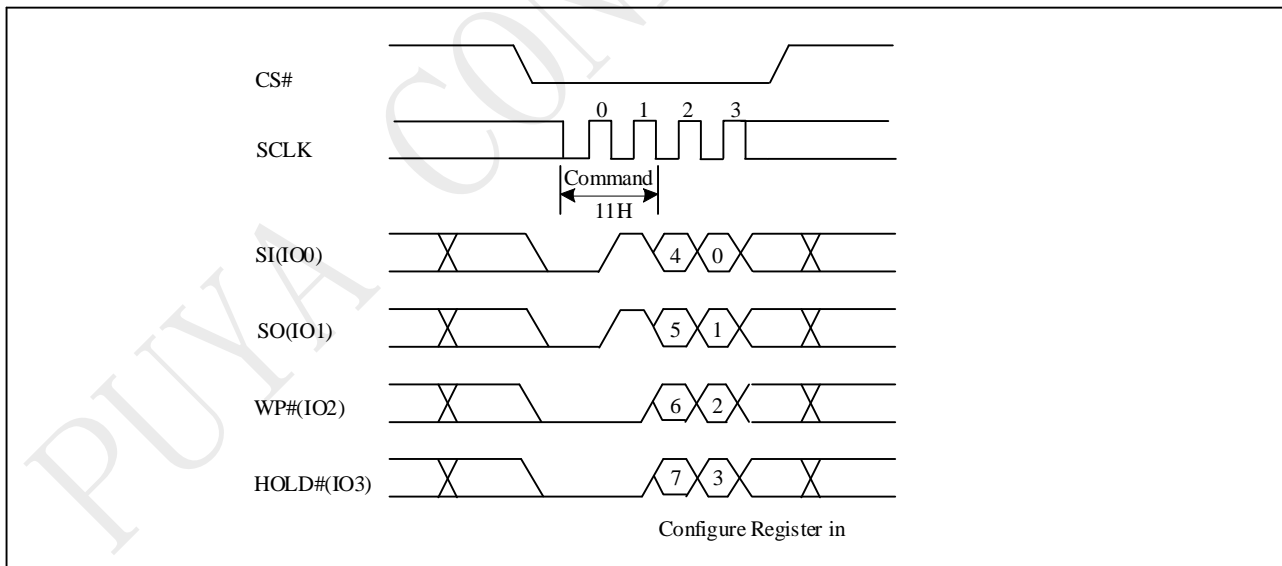 CS#
0 1 2 3
SCLK
Command
11H
SI(IO0) 4 0
SO(IO1) 5 1
WP#(IO2) 6 2
HOLD#(IO3) 7 3
Configure Register in
PUYA CON